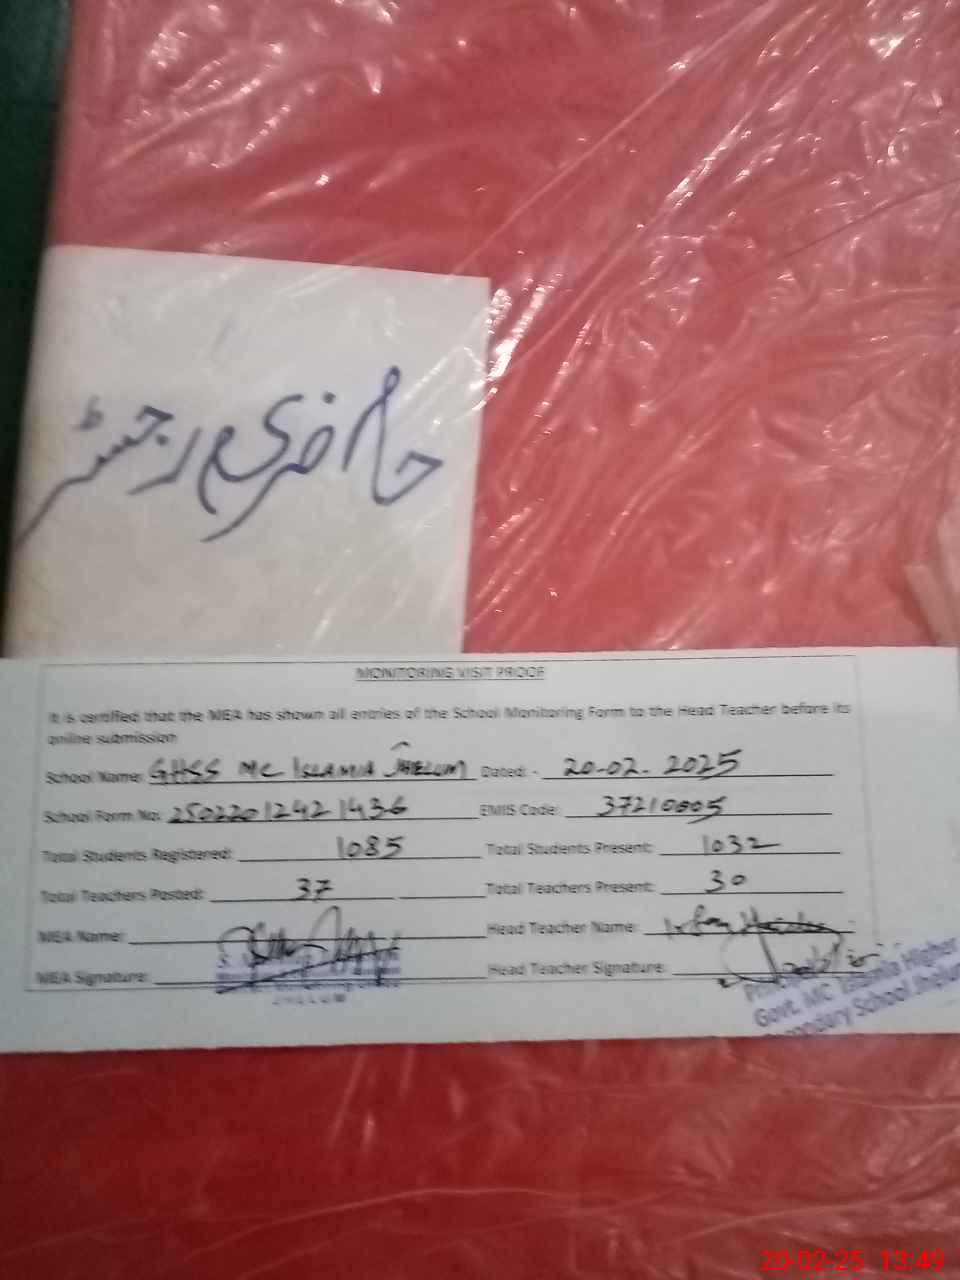 حاضری رجسٹر
MONITORING VISIT PROOF
It is certified that the MEA has shown all entries of the School Monitoring Form to the Head Teacher before its
online submission
School Name: GHSS MC ISLAMIA JHELUM Dated: - 20-02-2025
School Form No: 25022012421436 EMIS Code: 37210005
Total Students Registered: 1085 Total Students Present: 1032
Total Teachers Posted: 37 Total Teachers Present: 30
MEA Name: Head Teacher Name:
MEA Signature: Head Teacher Signature:
JHELUM
Govt. MC Islamia Higher
Secondary School Jhelum
20-02-25 13:49